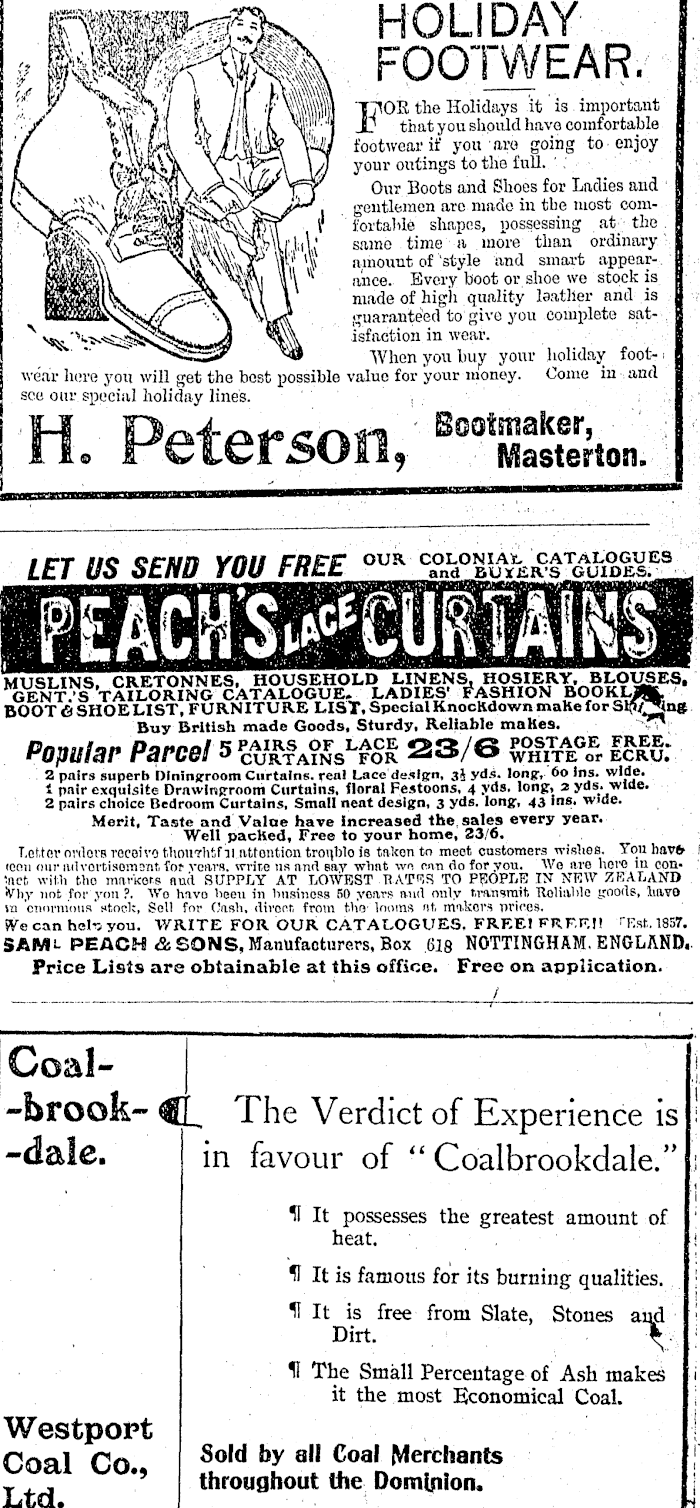 HOLIDAY
FOOTWEAR.
FOR the Holidays it is important
that you should have comfortable
footwear if you are going to enjoy
your outings to the full.
Our Boots and Shoes for Ladies and
gentlemen are made in the most com-
fortable shapes, possessing at the
same time a more than ordinary
amount of style and smart appear-
ance. Every boot or shoe we stock is
made of high quality leather and is
guaranteed to give you complete sat-
isfaction in wear.
When you buy your holiday foot-
wear here you will get the best possible value for your money. Come in and
see our special holiday lines.
H. Peterson, Bootmaker,
Masterton.
LET US SEND YOU FREE OUR COLONIAL CATALOGUES
and BUYER'S GUIDES.
PEACH'S LACE CURTAINS
MUSLINS, CRETONNES, HOUSEHOLD LINENS, HOSIERY, BLOUSES,
GENT.'S TAILORING CATALOGUE. LADIES' FASHION
BOOT & SHOE LIST, FURNITURE LIST, Special Knockdown make for
Buy British made Goods, Sturdy, Reliable makes.
Popular Parcel 5 PAIRS OF LACE CURTAINS FOR 23/6 POSTAGE FREE. WHITE or ECRU.
2 pairs superb Diningroom Curtains, real Lace design, 3½ yds. long, 60 ins. wide.
1 pair exquisite Drawingroom Curtains, floral Festoons, 4 yds. long, 2 yds. wide.
2 pairs choice Bedroom Curtains, Small neat design, 3 yds. long, 43 ins. wide.
Merit, Taste and Value have increased the sales every year.
Well packed, Free to your home, 23/6.
Letter orders receive thoughtful attention trouble is taken to meet customers wishes. You have
seen our advertisement for years, write us and say what we can do for you. We are here in con-
tact with the markets and SUPPLY AT LOWEST RATES TO PEOPLE IN NEW ZEALAND
Why not for you?. We have been in business 50 years and only transmit Reliable goods, have
in enormous stock, Sell for Cash, direct from the looms at makers prices.
We can help you. WRITE FOR OUR CATALOGUES. FREE! FREE!! Est. 1857.
SAML PEACH & SONS, Manufacturers, Box 618 NOTTINGHAM. ENGLAND.
Price Lists are obtainable at this office. Free on application.
Coal-
-brook-
-dale.
The Verdict of Experience is
in favour of "Coalbrookdale."
¶ It possesses the greatest amount of
heat.
¶ It is famous for its burning qualities.
¶ It is free from Slate, Stones and
Dirt.
¶ The Small Percentage of Ash makes
it the most Economical Coal.
Westport
Coal Co.,
Ltd.
Sold by all Coal Merchants
throughout the Dominion.